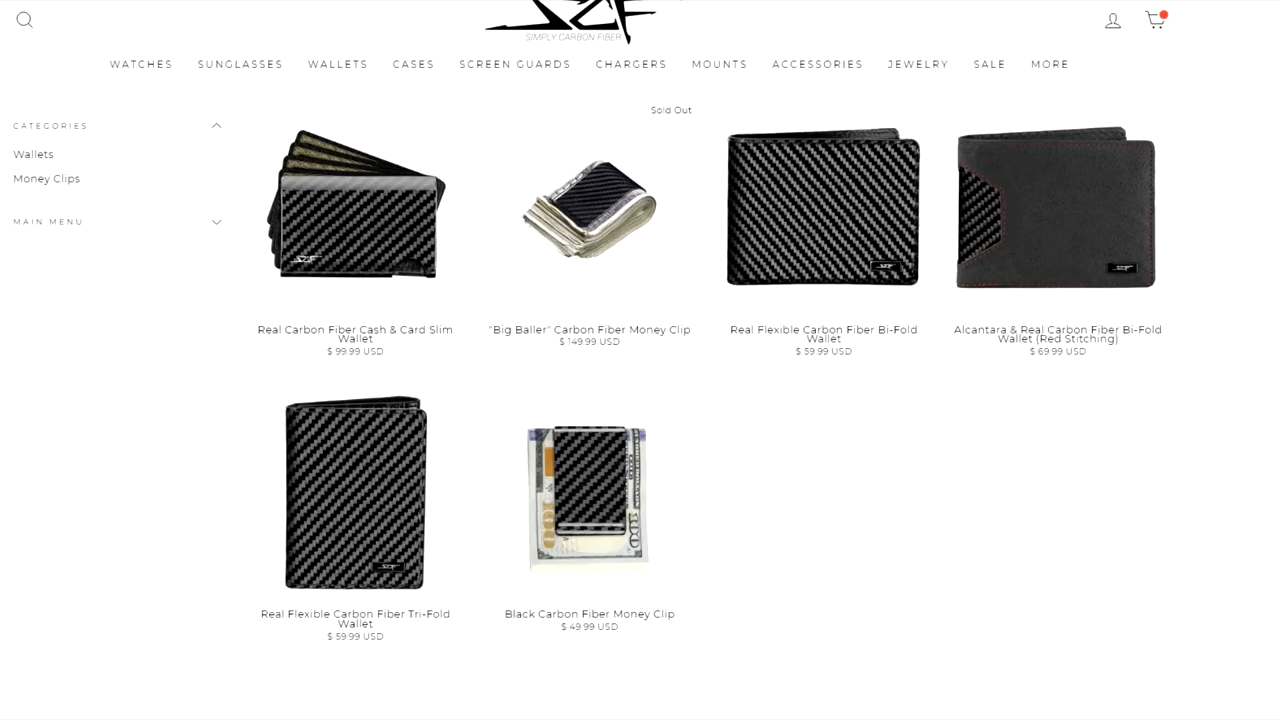 SIMPLY CARBON FIBER
WATCHES SUNGLASSES WALLETS CASES SCREEN GUARDS CHARGERS MOUNTS ACCESSORIES JEWELRY SALE MORE
CATEGORIES
Wallets
Money Clips
MAIN MENU
Sold Out
Real Carbon Fiber Cash & Card Slim
Wallet
$ 99.99 USD
"Big Baller" Carbon Fiber Money Clip
$ 149.99 USD
Real Flexible Carbon Fiber Bi-Fold
Wallet
$ 59.99 USD
Alcantara & Real Carbon Fiber Bi-Fold
Wallet (Red Stitching)
$ 69.99 USD
Real Flexible Carbon Fiber Tri-Fold
Wallet
$ 59.99 USD
Black Carbon Fiber Money Clip
$ 49.99 USD